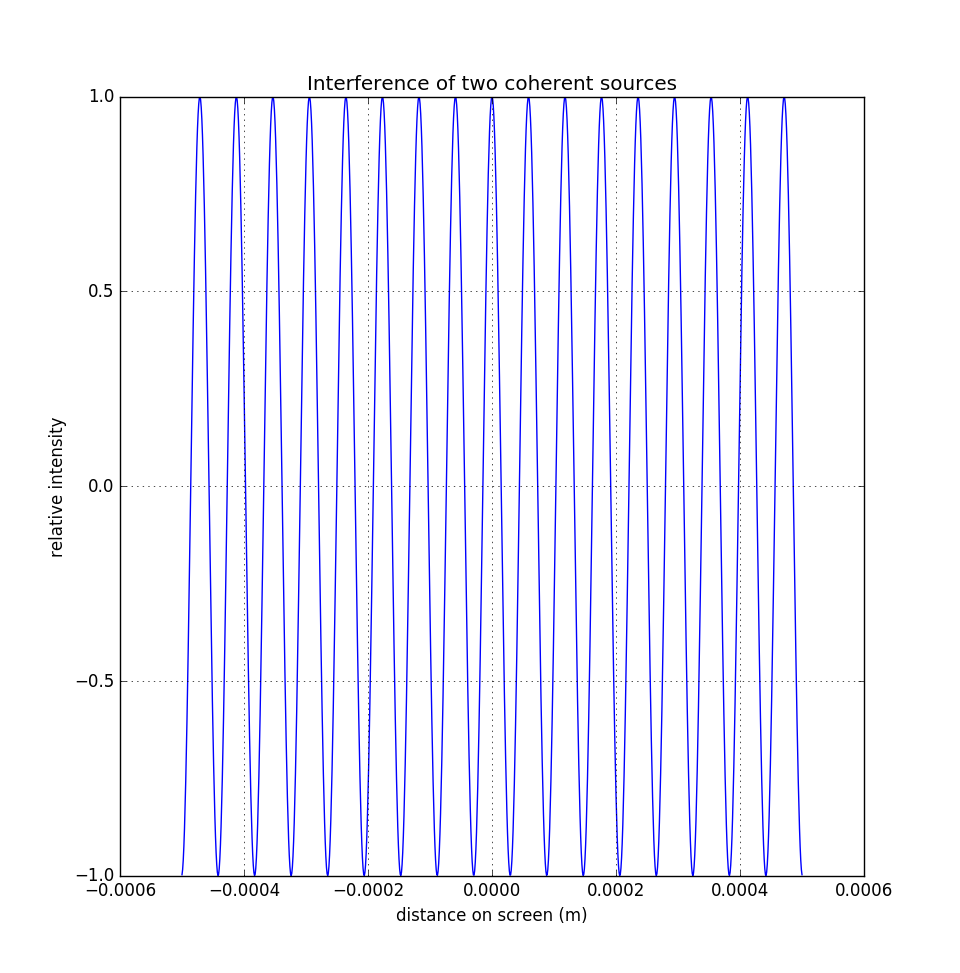 Interference of two coherent sources
1.0
0.5
0.0
−0.5
−1.0
relative intensity
−0.0006 −0.0004 −0.0002 0.0000 0.0002 0.0004 0.0006
distance on screen (m)